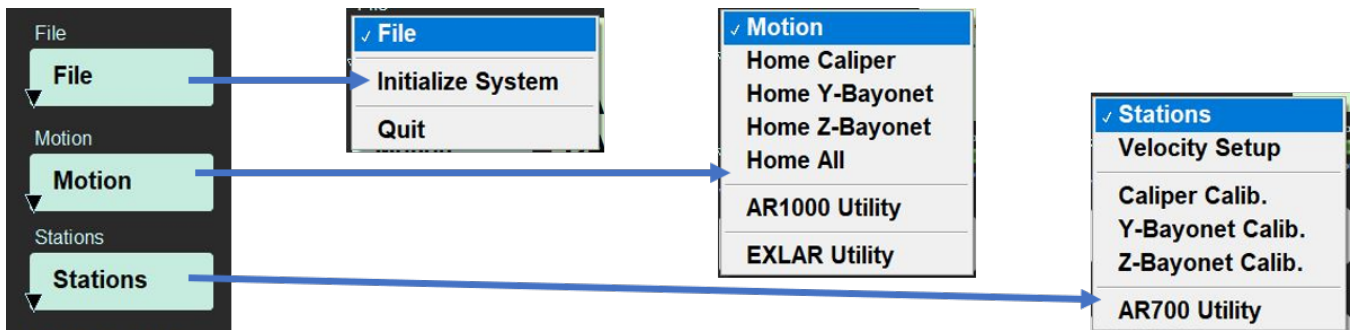 File
File
Motion
Motion
Stations
Stations
✓ File
Initialize System
Quit
✓ Motion
Home Caliper
Home Y-Bayonet
Home Z-Bayonet
Home All
AR1000 Utility
EXLAR Utility
✓ Stations
Velocity Setup
Caliper Calib.
Y-Bayonet Calib.
Z-Bayonet Calib.
AR700 Utility